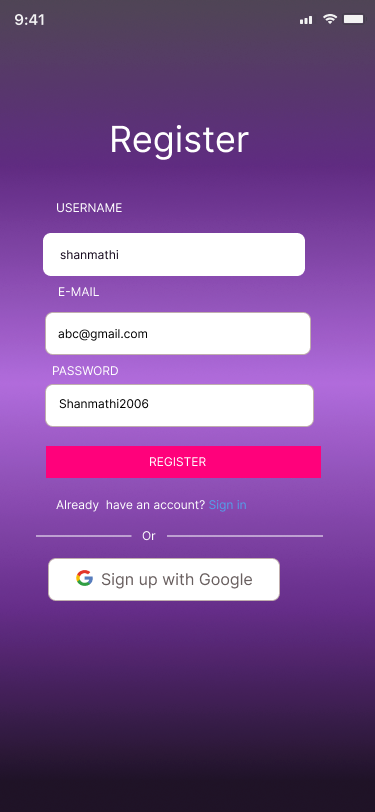 9:41
Register
USERNAME
shanmathi
E-MAIL
abc@gmail.com
PASSWORD
Shanmathi2006
REGISTER
Already  have an account? Sign in
Or
Sign up with Google